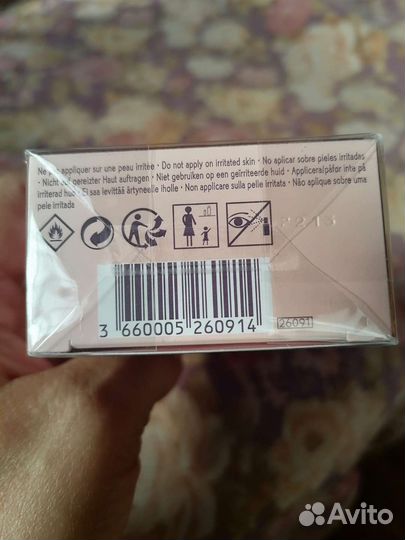 Ne pas appliquer sur une peau irritée • Do not apply on irritated skin • No aplicar sobre pieles irritadas
• Nicht auf gereizter Haut auftragen • Niet gebruiken op een geïrriteerde huid • Applicera/påfør inte på
irriterad hud • Ei saa levittää ärtyneelle iholle • Non applicare sulla pelle irritata • Não aplique sobre uma
pele irritada
3 660005 260914
26091
Avito